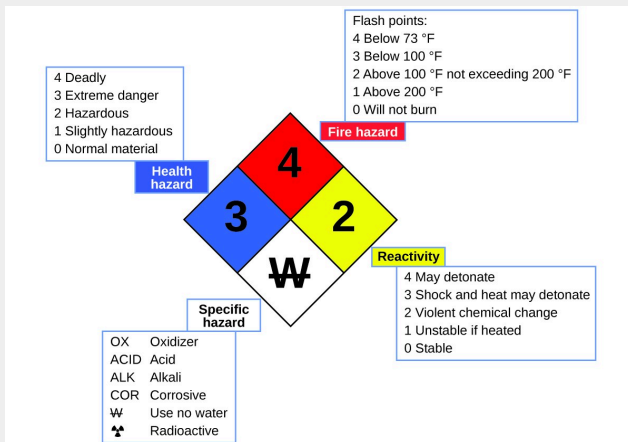 Flash points:
4 Below 73 °F
3 Below 100 °F
2 Above 100 °F not exceeding 200 °F
1 Above 200 °F
0 Will not burn
Fire hazard
4 Deadly
3 Extreme danger
2 Hazardous
1 Slightly hazardous
0 Normal material
Health
hazard
4
3
2
W
Reactivity
4 May detonate
3 Shock and heat may detonate
2 Violent chemical change
1 Unstable if heated
0 Stable
Specific
hazard
OX Oxidizer
ACID Acid
ALK Alkali
COR Corrosive
W Use no water
☢ Radioactive